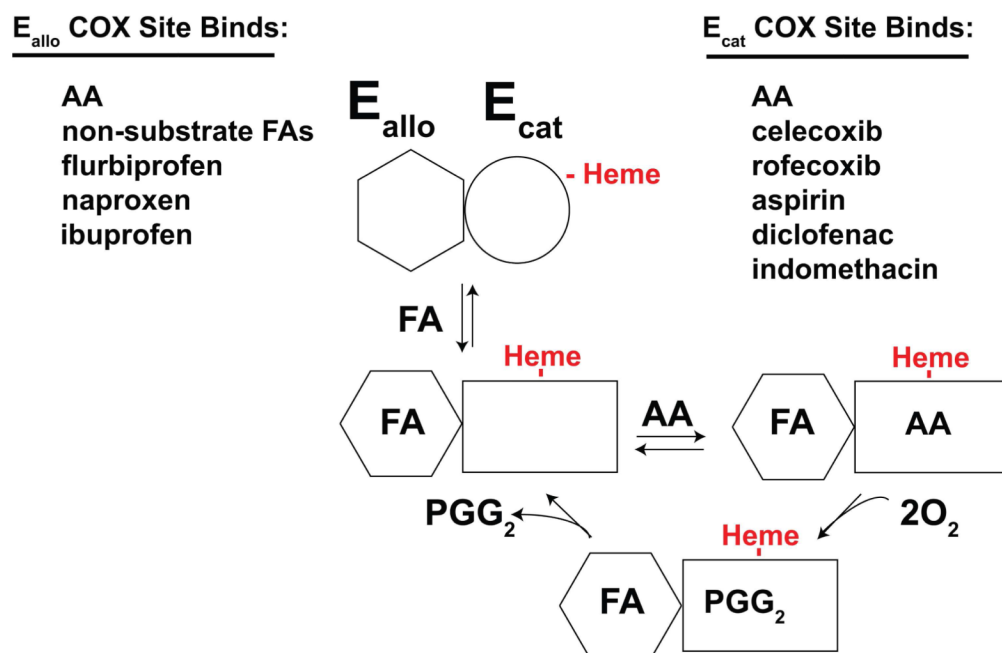 E_allo COX Site Binds:
AA
non-substrate FAs
flurbiprofen
naproxen
ibuprofen
E_cat COX Site Binds:
AA
celecoxib
rofecoxib
aspirin
diclofenac
indomethacin
E_allo E_cat
- Heme
FA
Heme
FA
AA
Heme
FA AA
PGG₂
2O₂
Heme
FA PGG₂